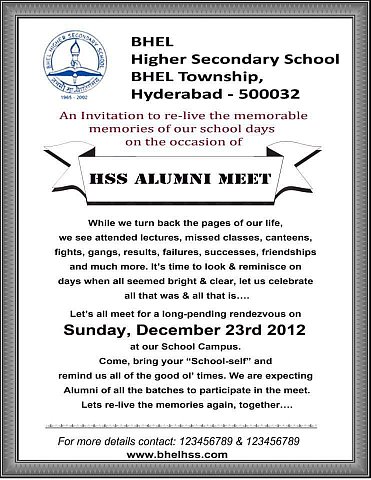 BHEL HIGHER SECONDARY SCHOOL
1965 - 2002
BHEL
Higher Secondary School
BHEL Township,
Hyderabad - 500032
An Invitation to re-live the memorable
memories of our school days
on the occasion of
HSS ALUMNI MEET
While we turn back the pages of our life,
we see attended lectures, missed classes, canteens,
fights, gangs, results, failures, successes, friendships
and much more. It's time to look & reminisce on
days when all seemed bright & clear, let us celebrate
all that was & all that is....
Let's all meet for a long-pending rendezvous on
Sunday, December 23rd 2012
at our School Campus.
Come, bring your “School-self” and
remind us all of the good ol' times. We are expecting
Alumni of all the batches to participate in the meet.
Lets re-live the memories again, together....
For more details contact: 123456789 & 123456789
www.bhelhss.com